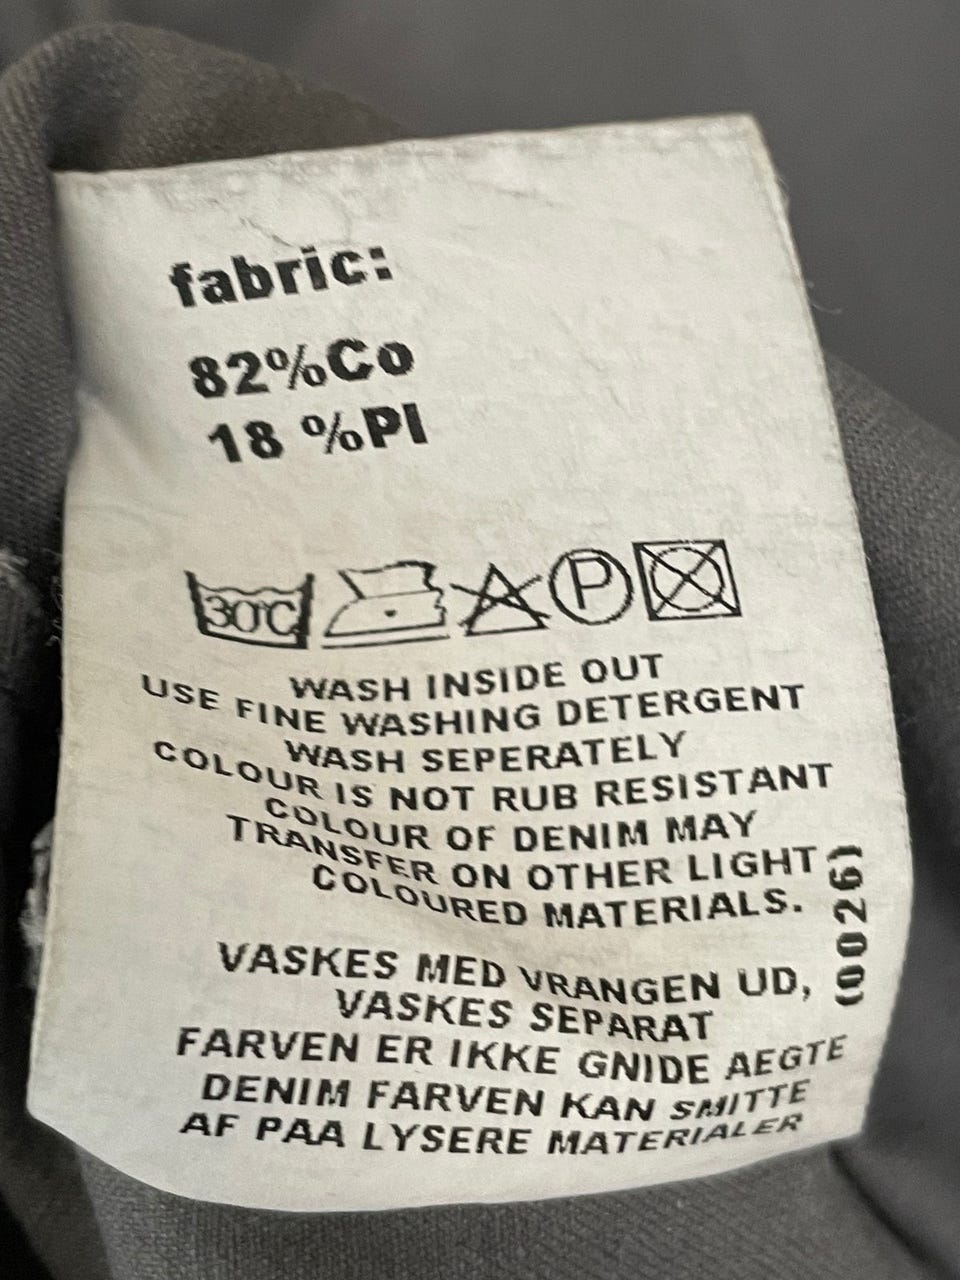 fabric:
82%Co
18 %Pl
30°C P
WASH INSIDE OUT
USE FINE WASHING DETERGENT
WASH SEPERATELY
COLOUR IS NOT RUB RESISTANT
COLOUR OF DENIM MAY
TRANSFER ON OTHER LIGHT
COLOURED MATERIALS.
(0026)
VASKES MED VRANGEN UD,
VASKES SEPARAT
FARVEN ER IKKE GNIDE AEGTE
DENIM FARVEN KAN SMITTE
AF PAA LYSERE MATERIALER